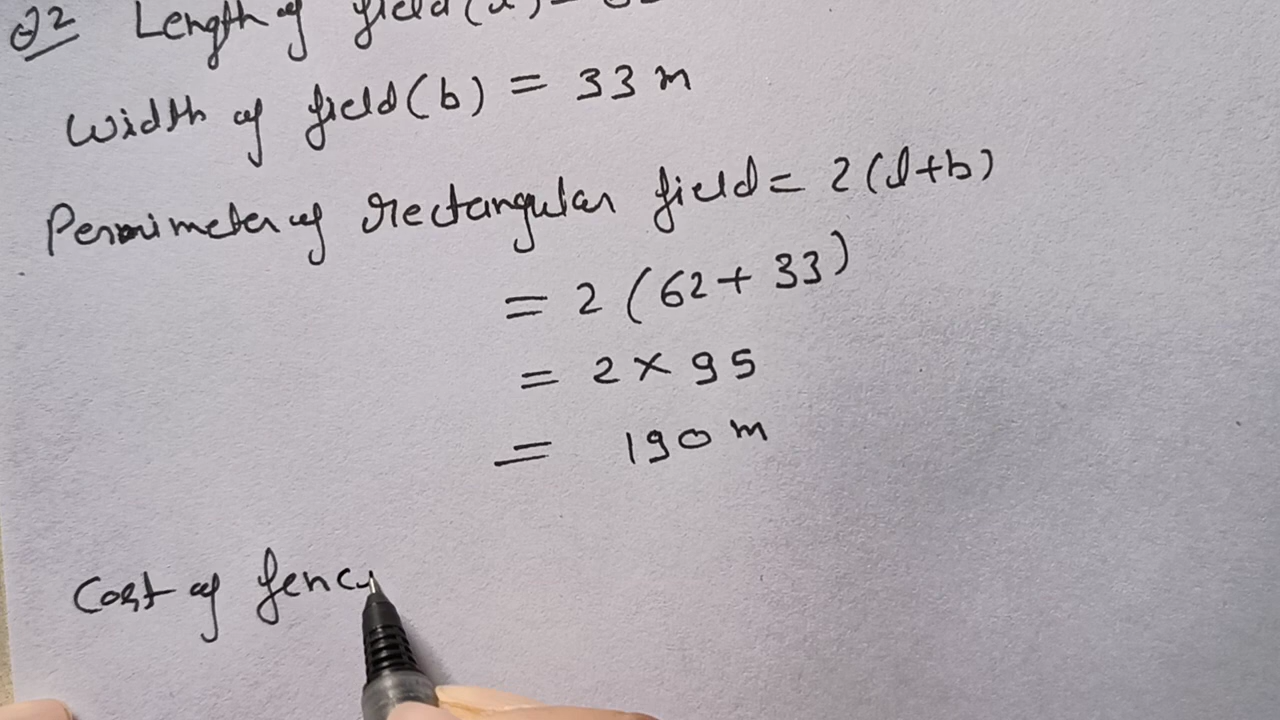 Q2 Length of field(l) =
Width of field(b) = 33 m
Perimeter of rectangular field = 2(l+b)
= 2(62+33)
= 2×95
= 190 m
Cost of fenc